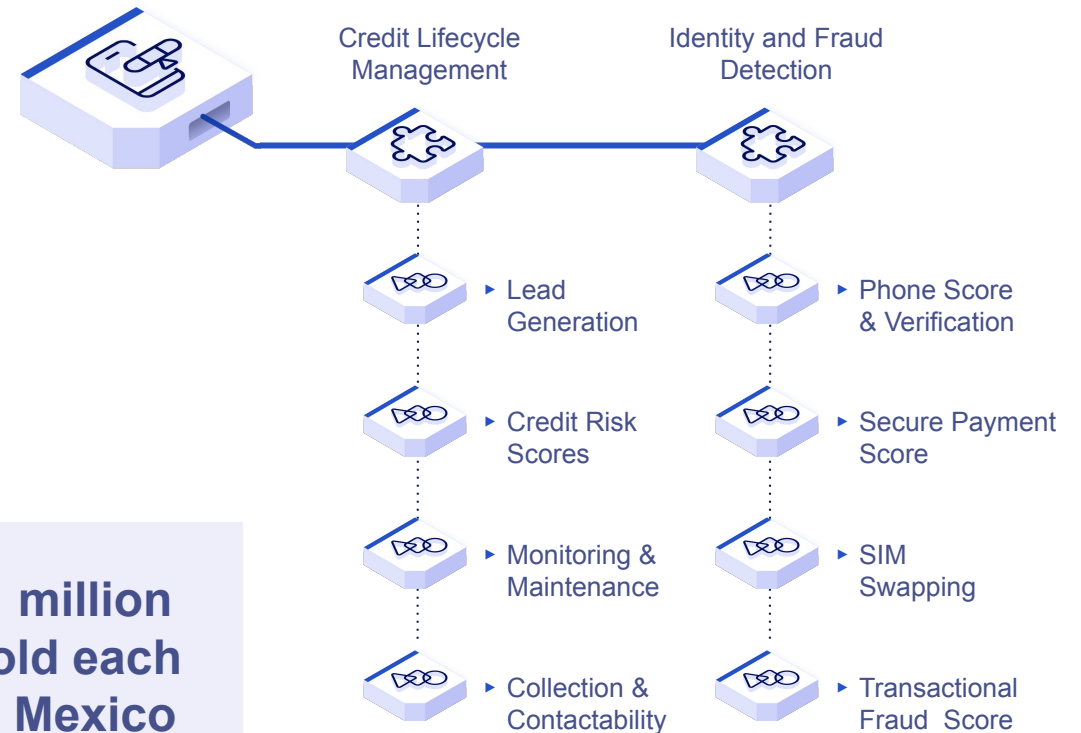 Credit Lifecycle
Management
Identity and Fraud
Detection
▸ Lead
Generation
▸ Credit Risk
Scores
▸ Monitoring &
Maintenance
▸ Collection &
Contactability
▸ Phone Score
& Verification
▸ Secure Payment
Score
▸ SIM
Swapping
▸ Transactional
Fraud Score
million
each
Mexico